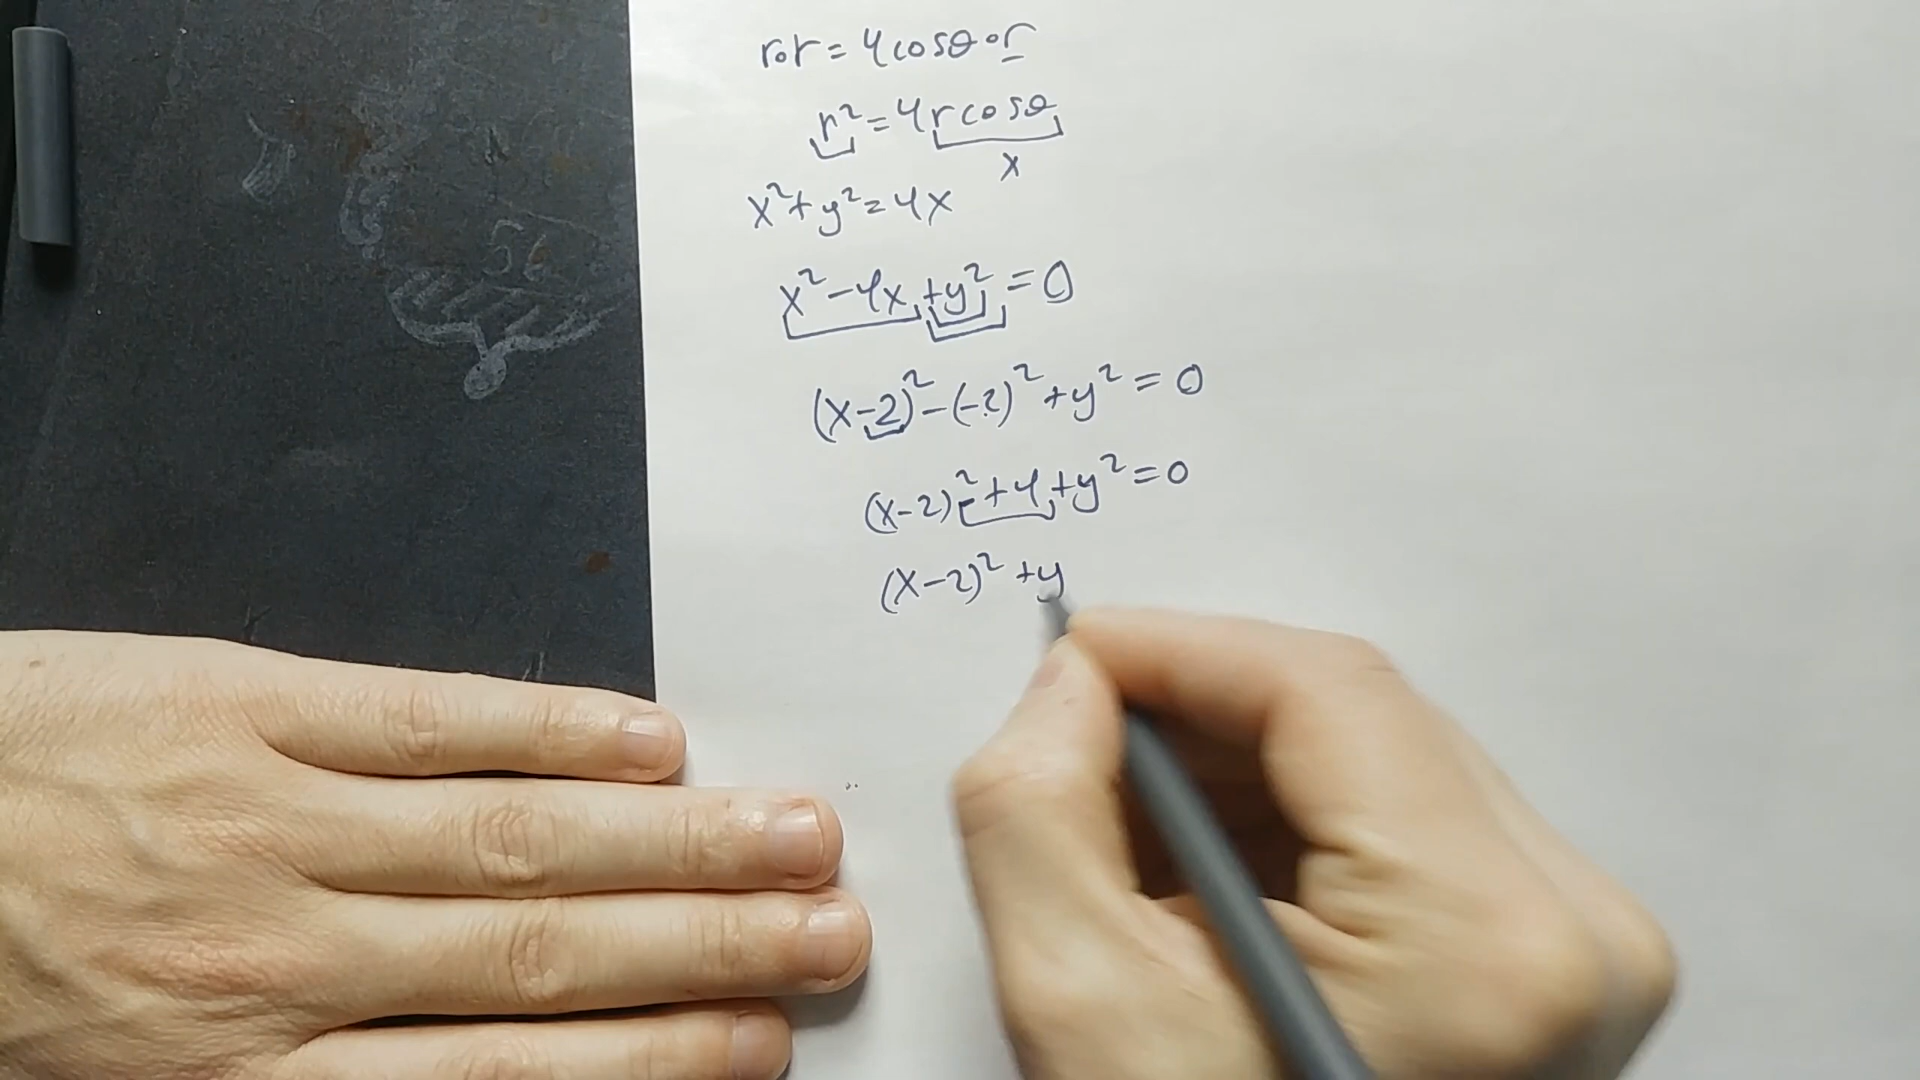 r∘r = 4cosθ∘r
r² = 4rcosθ
x
x² + y² = 4x
x² - 4x + y² = 0
(x-2)² - (-2)² + y² = 0
(x-2)² + 4 + y² = 0
(x-2)² + y